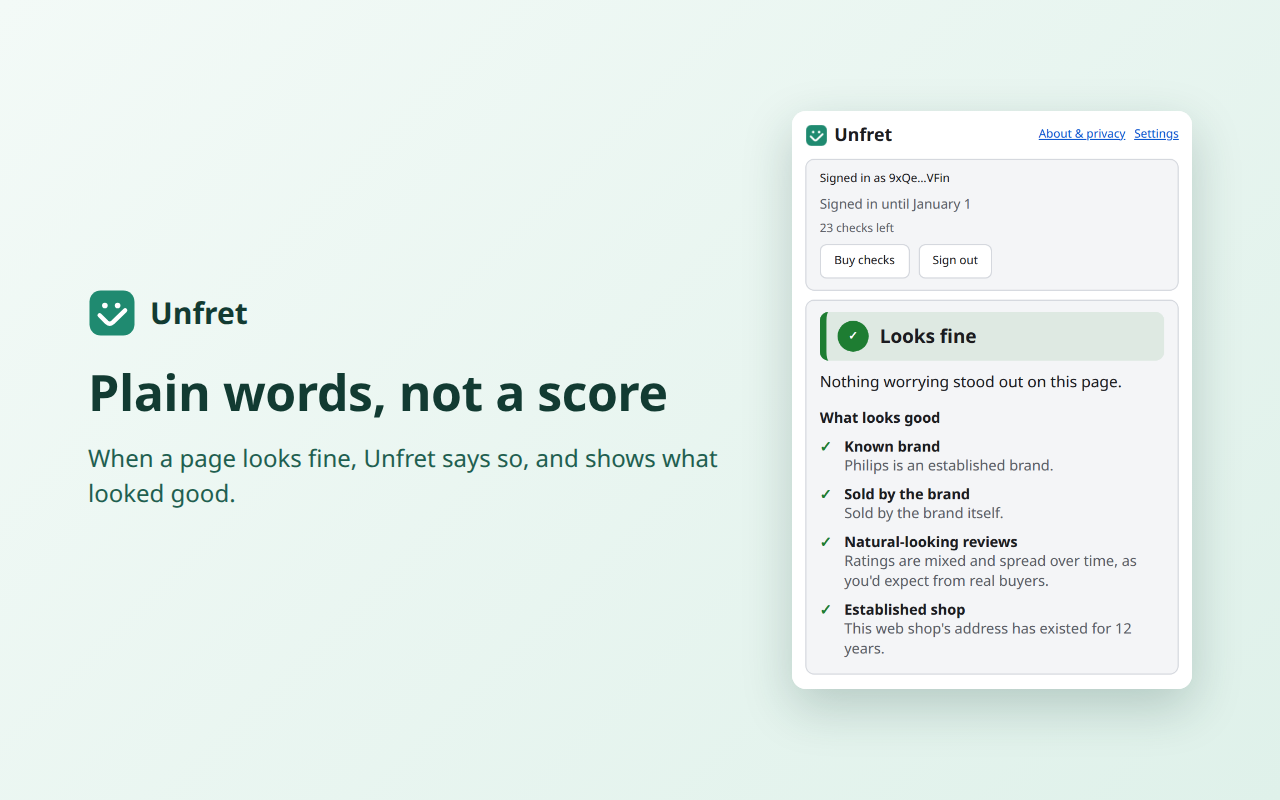 Unfret
Plain words, not a score
When a page looks fine, Unfret says so, and shows what
looked good.
Unfret
About & privacy
Settings
Signed in as 9xQe…VFin
Signed in until January 1
23 checks left
Buy checks
Sign out
✓
Looks fine
Nothing worrying stood out on this page.
What looks good
✓ Known brand
Philips is an established brand.
✓ Sold by the brand
Sold by the brand itself.
✓ Natural-looking reviews
Ratings are mixed and spread over time, as
you'd expect from real buyers.
✓ Established shop
This web shop's address has existed for 12
years.